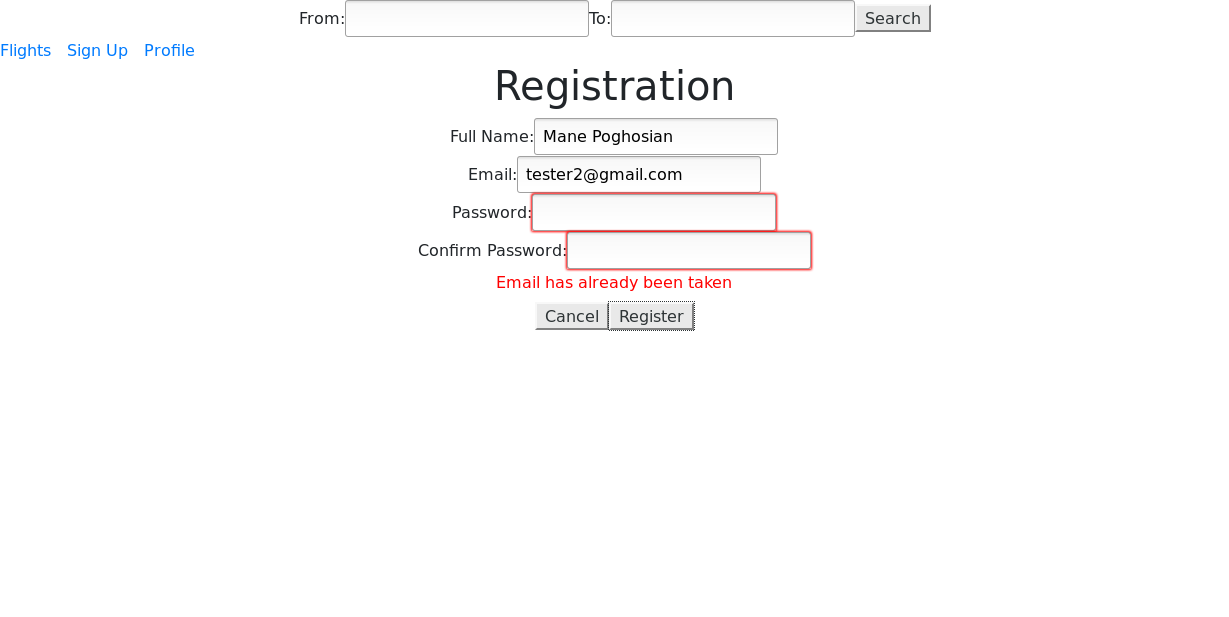 From: To: Search
Flights Sign Up Profile
Registration
Full Name: Mane Poghosian
Email: tester2@gmail.com
Password:
Confirm Password:
Email has already been taken
Cancel Register